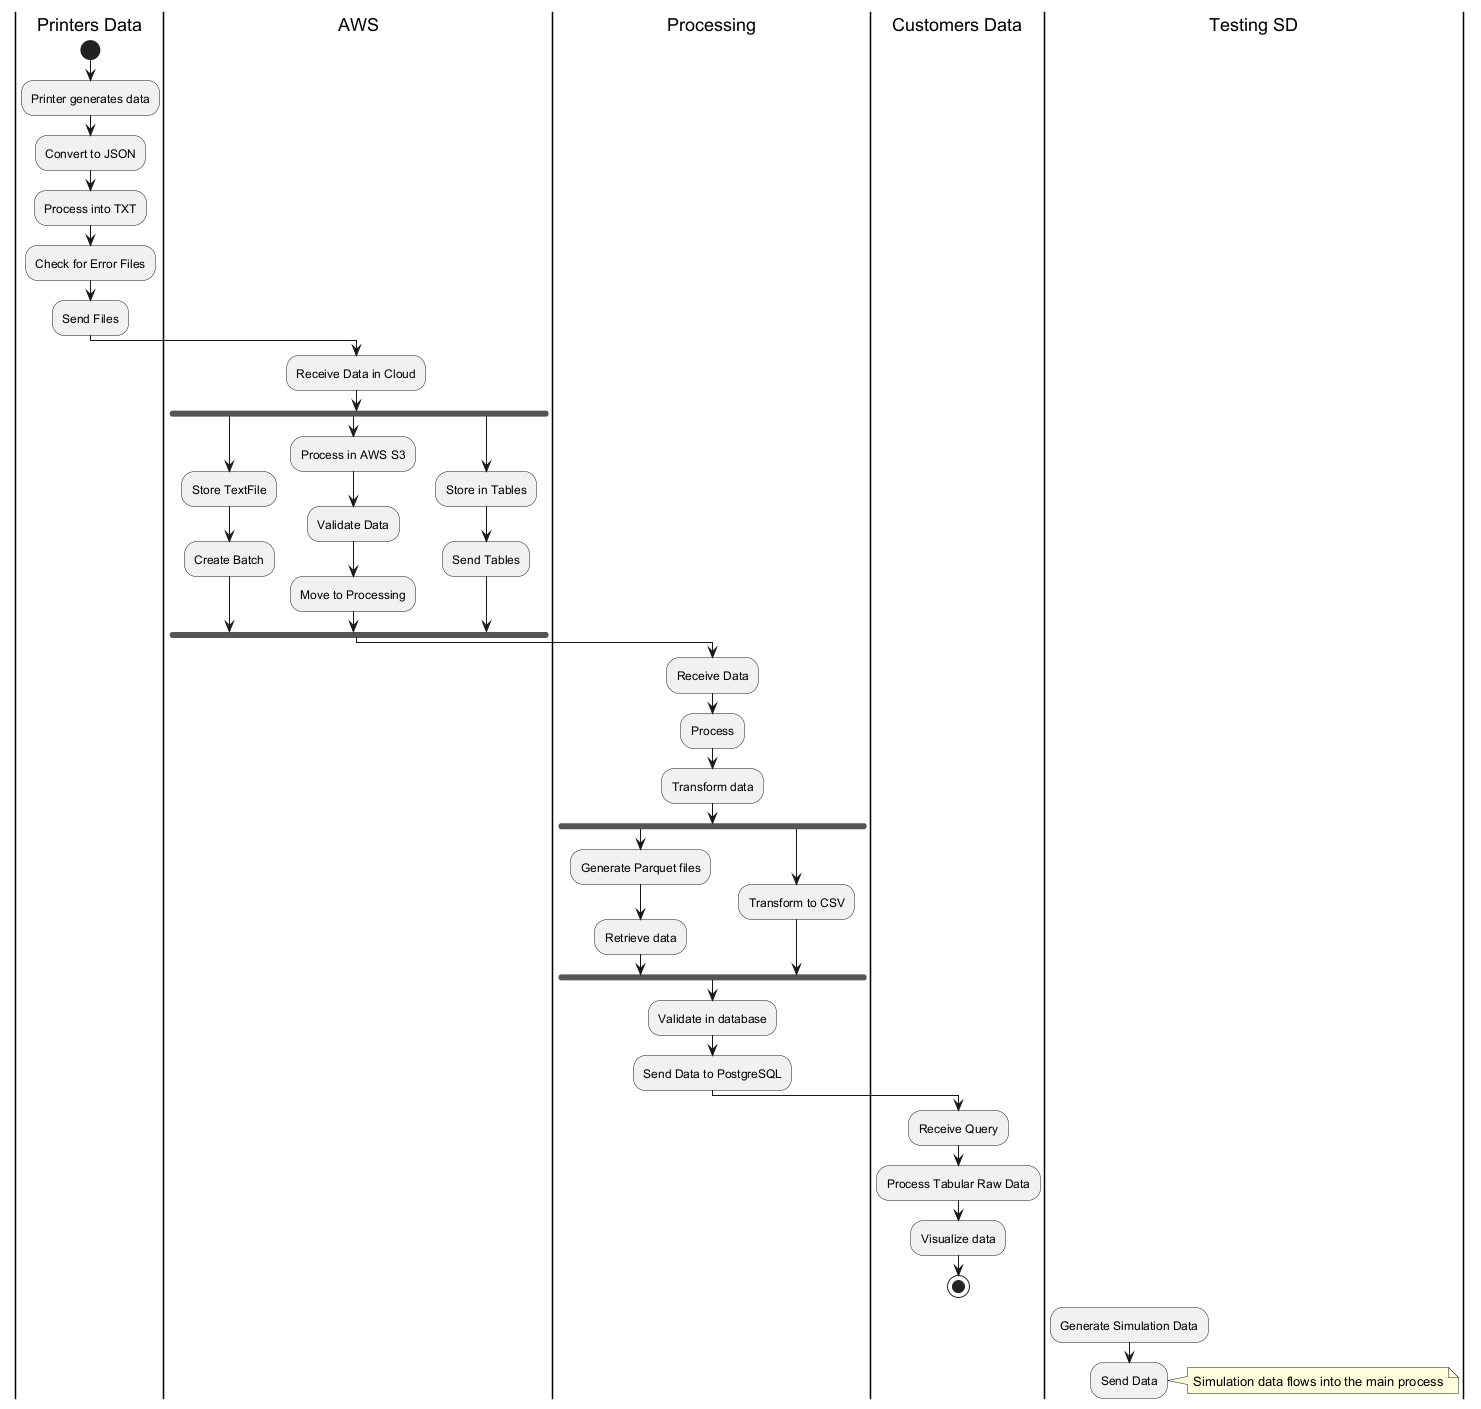 Printers Data
AWS
Processing
Customers Data
Testing SD
Printer generates data
Convert to JSON
Process into TXT
Check for Error Files
Send Files
Receive Data in Cloud
Process in AWS S3
Store TextFile
Store in Tables
Validate Data
Create Batch
Send Tables
Move to Processing
Receive Data
Process
Transform data
Generate Parquet files
Transform to CSV
Retrieve data
Validate in database
Send Data to PostgreSQL
Receive Query
Process Tabular Raw Data
Visualize data
Generate Simulation Data
Send Data
Simulation data flows into the main process